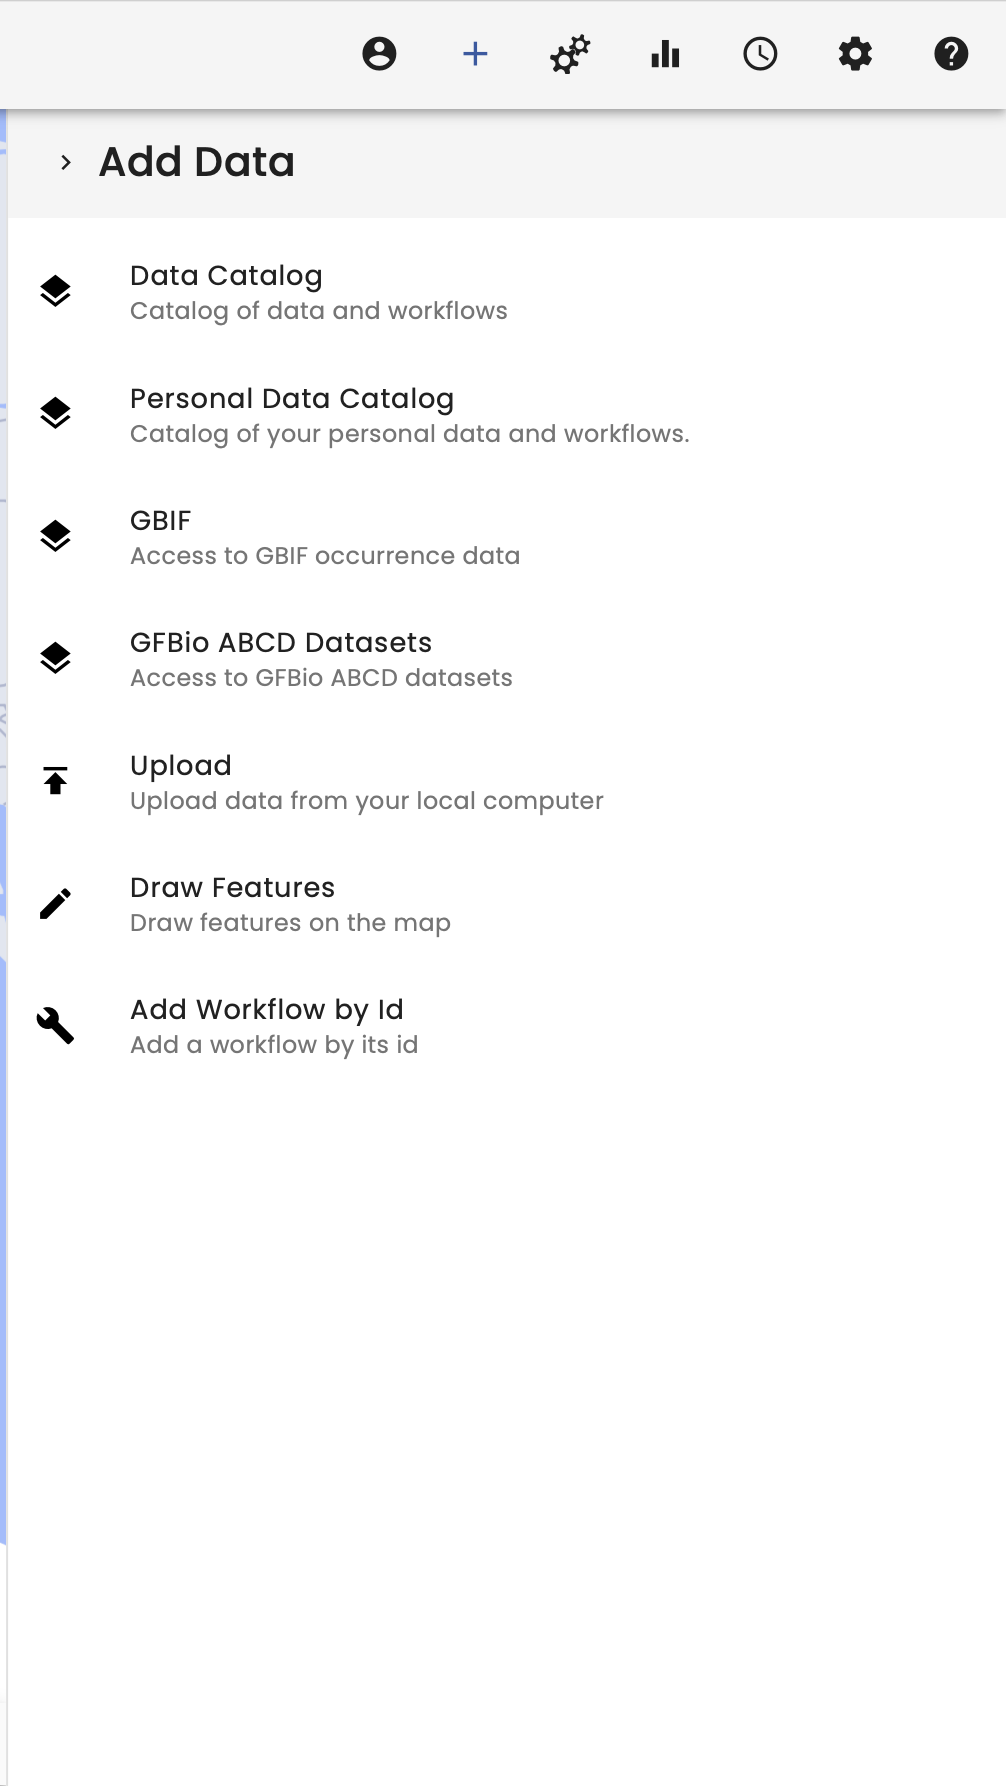 Add Data
Data Catalog
Catalog of data and workflows
Personal Data Catalog
Catalog of your personal data and workflows.
GBIF
Access to GBIF occurrence data
GFBio ABCD Datasets
Access to GFBio ABCD datasets
Upload
Upload data from your local computer
Draw Features
Draw features on the map
Add Workflow by Id
Add a workflow by its id